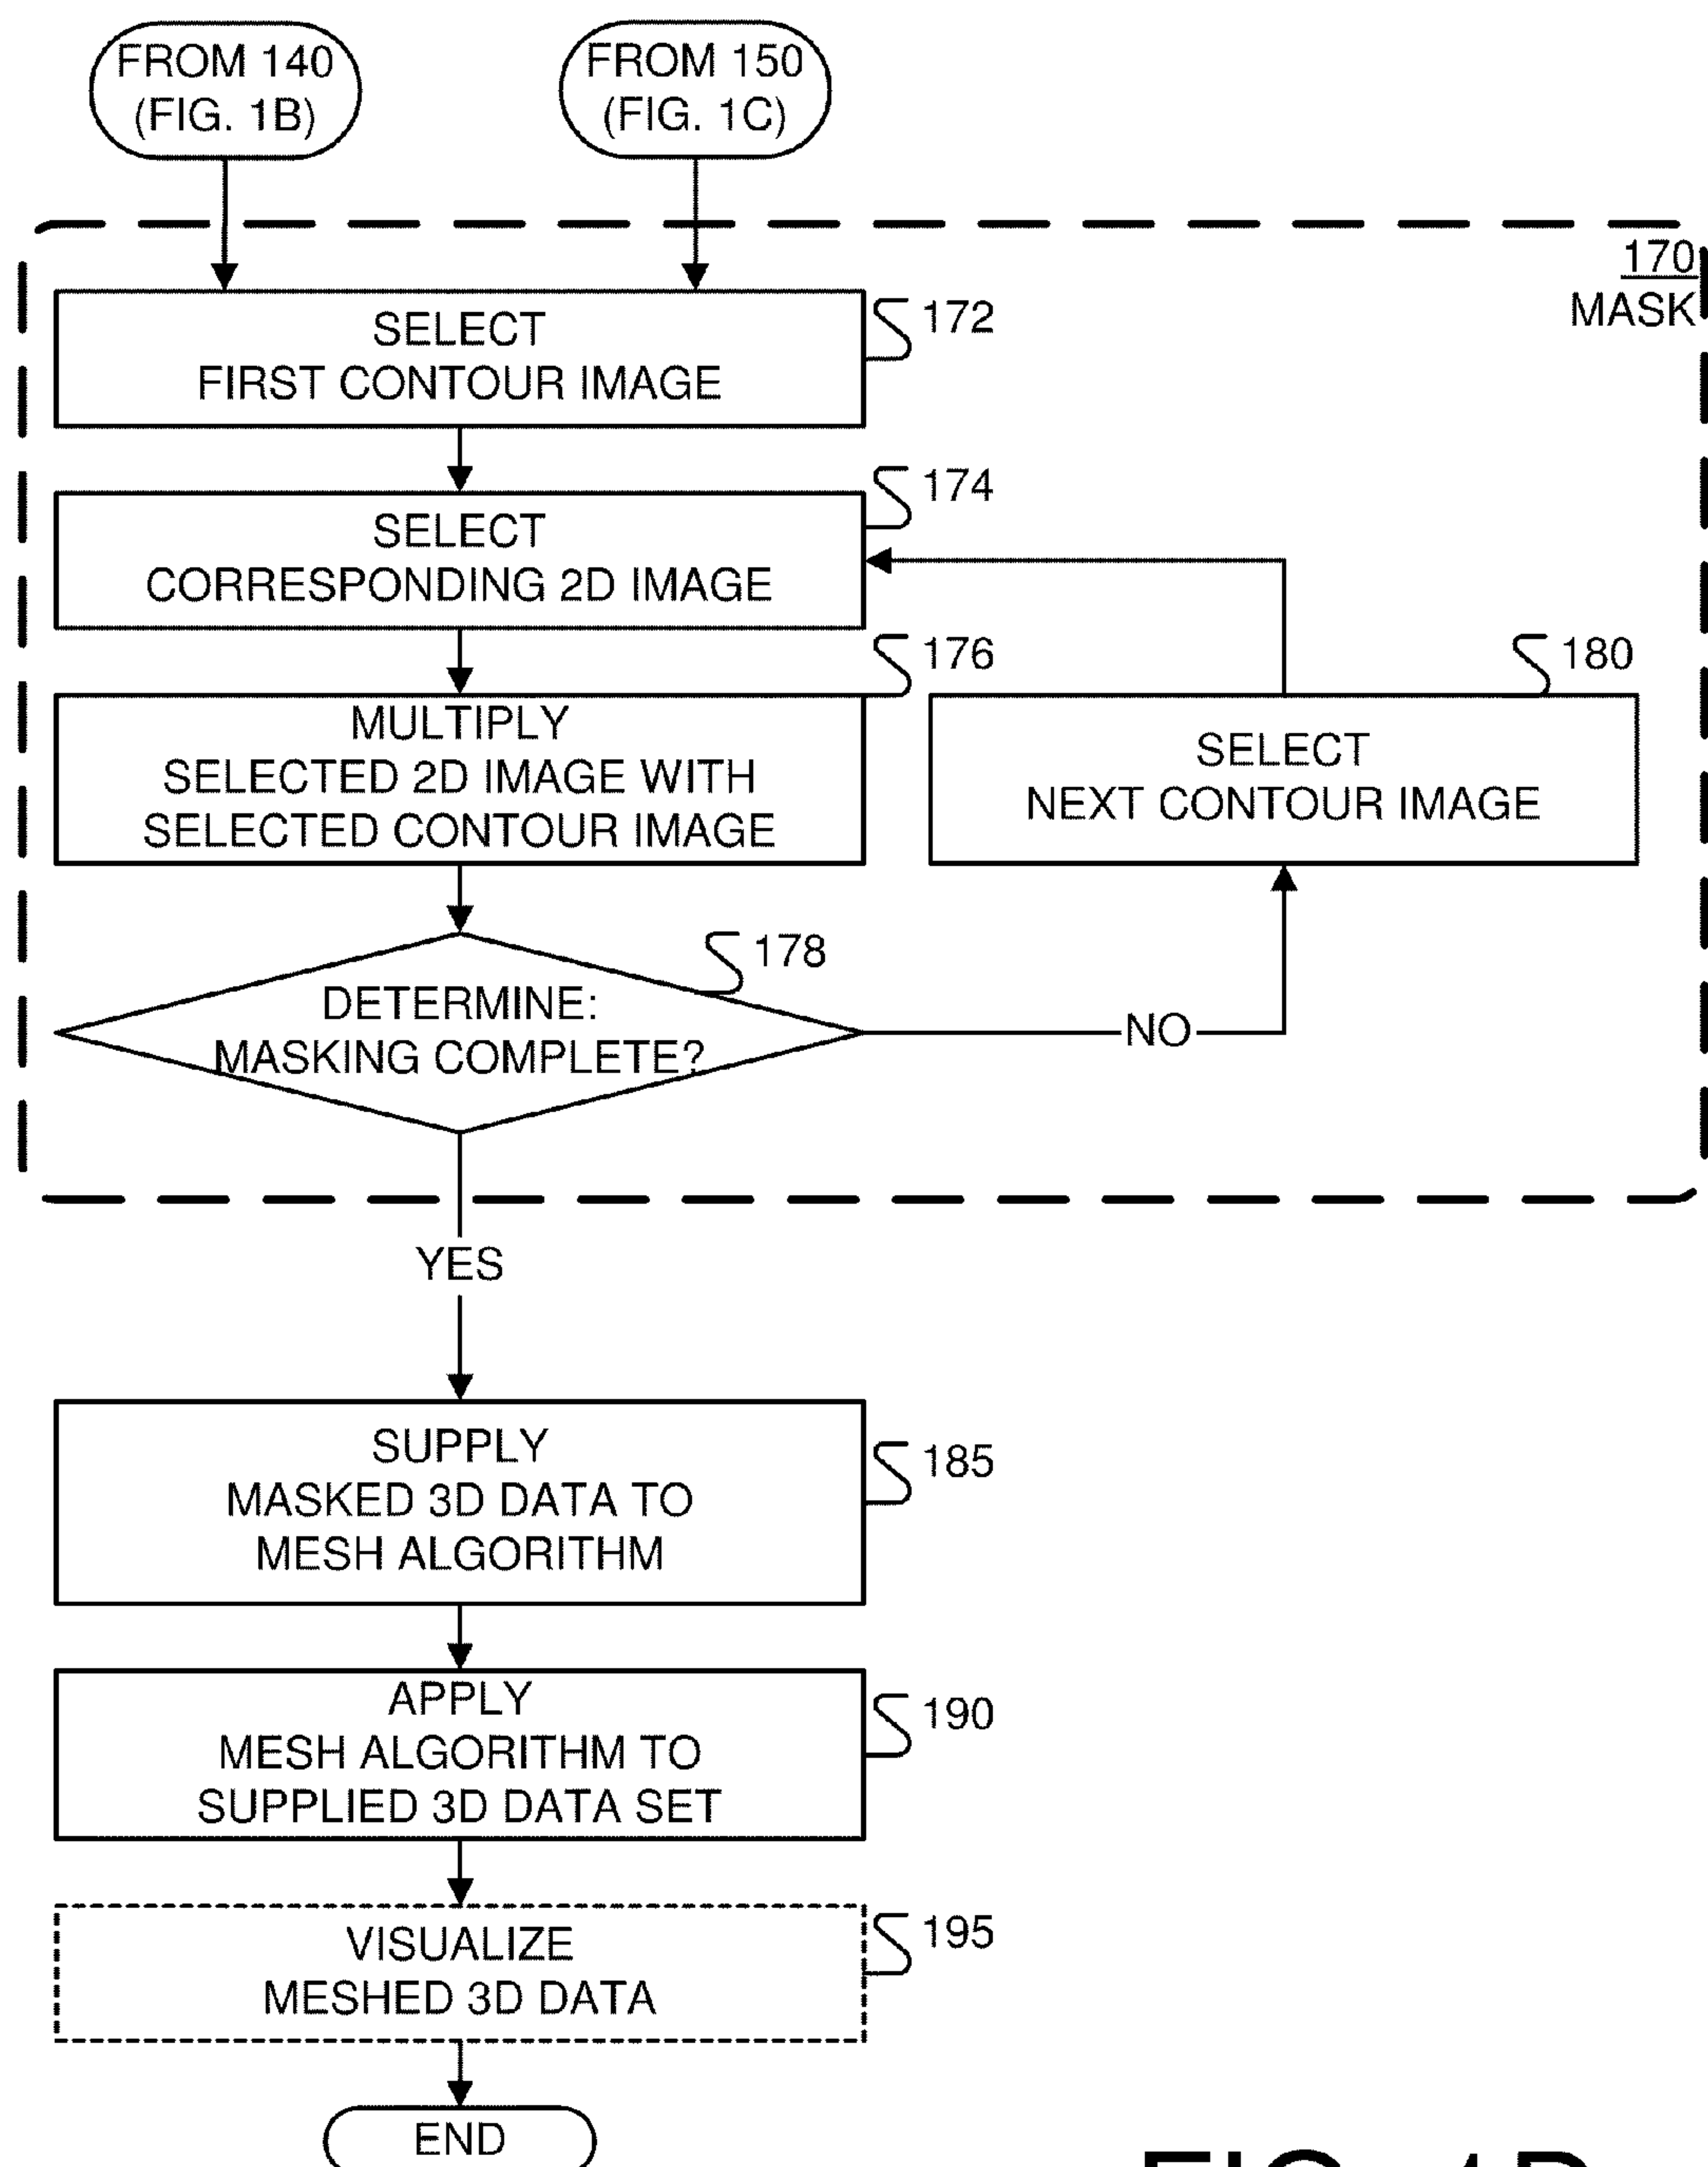 FROM 140
(FIG. 1B)
FROM 150
(FIG. 1C)
170
MASK
SELECT
FIRST CONTOUR IMAGE
172
SELECT
CORRESPONDING 2D IMAGE
174
MULTIPLY
SELECTED 2D IMAGE WITH
SELECTED CONTOUR IMAGE
176
SELECT
NEXT CONTOUR IMAGE
180
DETERMINE:
MASKING COMPLETE?
178
NO
YES
SUPPLY
MASKED 3D DATA TO
MESH ALGORITHM
185
APPLY
MESH ALGORITHM TO
SUPPLIED 3D DATA SET
190
VISUALIZE
MESHED 3D DATA
195
END